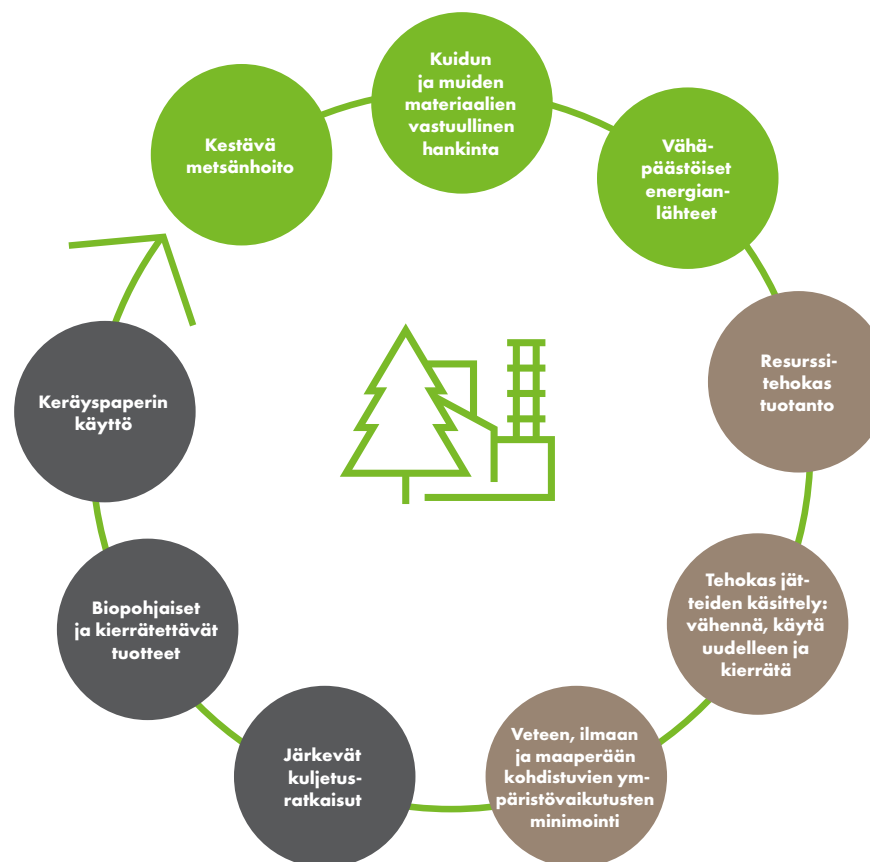 Kestävä
metsänhoito
Kuidun
ja muiden
materiaalien
vastuullinen
hankinta
Vähä-
päästöiset
energian-
lähteet
Resurssi-
tehokas
tuotanto
Tehokas jät-
teiden käsittely:
vähennä, käytä
uudelleen ja
kierrätä
Veteen, ilmaan
ja maaperään
kohdistuvien ym-
päristövaikutusten
minimointi
Järkevät
kuljetus-
ratkaisut
Biopohjaiset
ja kierrätettävät
tuotteet
Keräyspaperin
käyttö